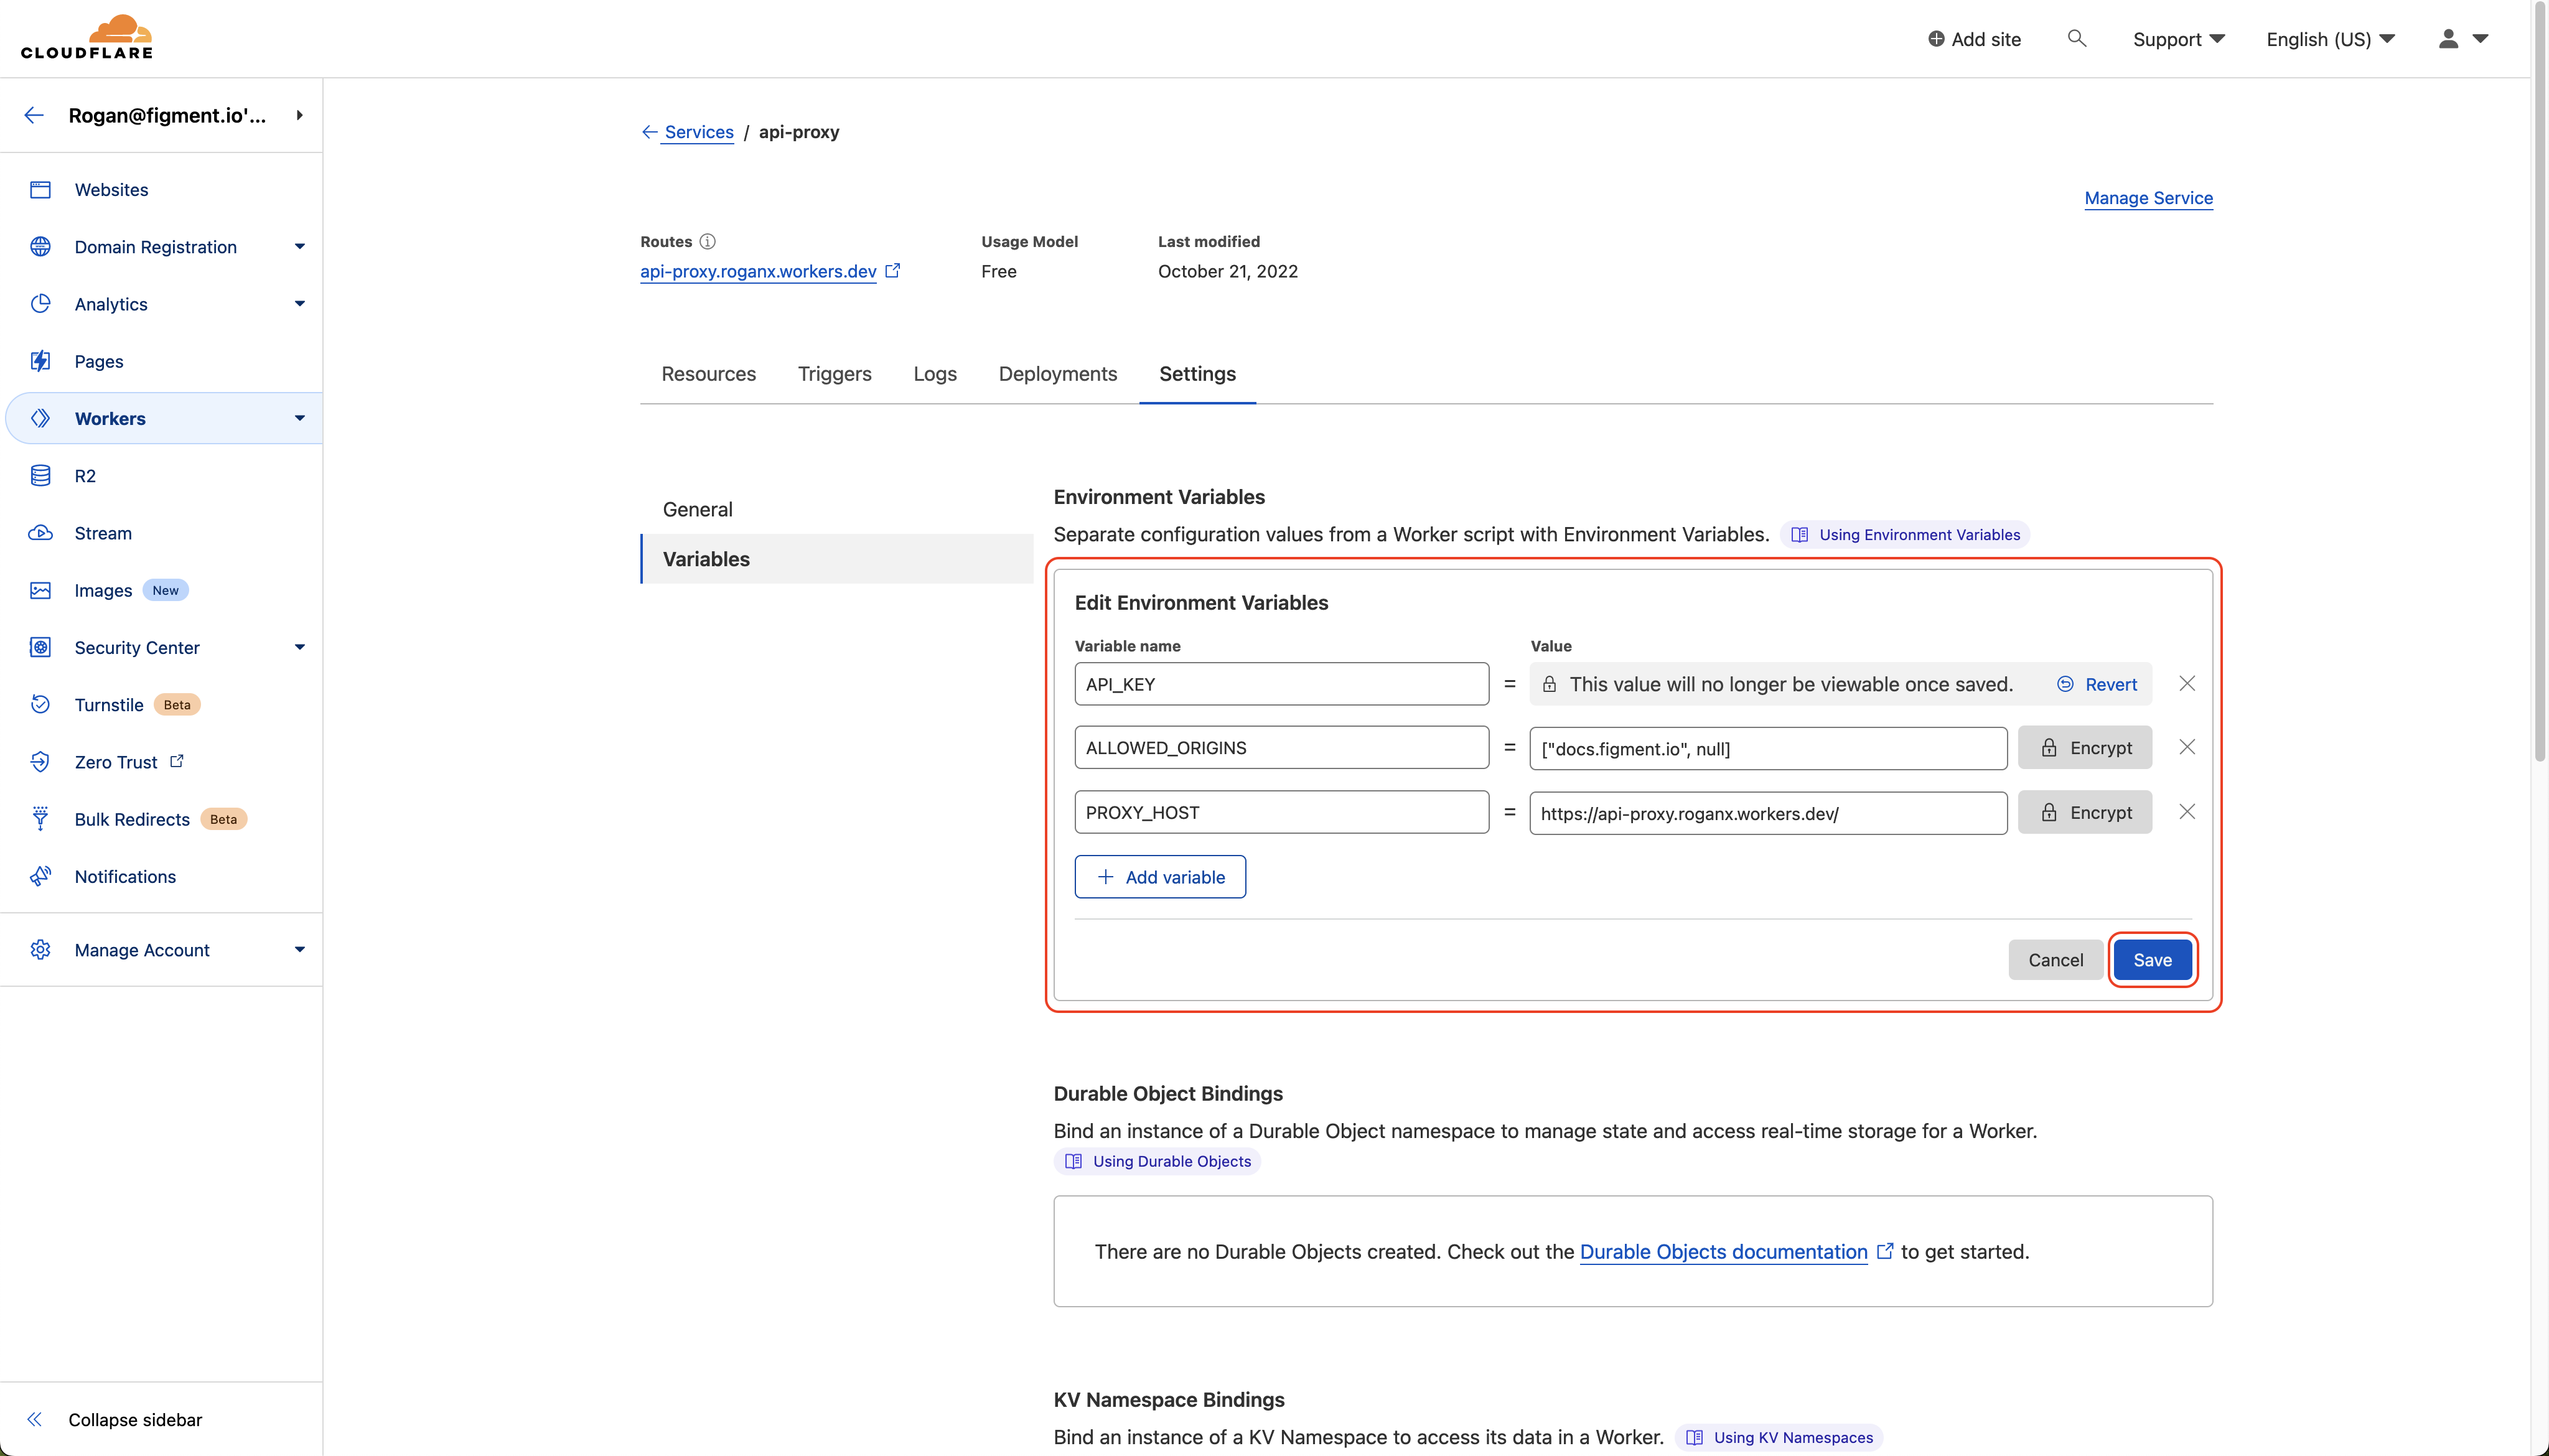 CLOUDFLARE
Add site
Support
English (US)
Rogan@figment.io'...
Websites
Domain Registration
Analytics
Pages
Workers
R2
Stream
Images New
Security Center
Turnstile Beta
Zero Trust
Bulk Redirects Beta
Notifications
Manage Account
Collapse sidebar
Services / api-proxy
Manage Service
Routes Usage Model Last modified
api-proxy.roganx.workers.dev Free October 21, 2022
Resources Triggers Logs Deployments Settings
General
Variables
Environment Variables
Separate configuration values from a Worker script with Environment Variables. Using Environment Variables
Edit Environment Variables
Variable name Value
API_KEY = This value will no longer be viewable once saved. Revert
ALLOWED_ORIGINS = ["docs.figment.io", null] Encrypt
PROXY_HOST = https://api-proxy.roganx.workers.dev/ Encrypt
+ Add variable
Cancel Save
Durable Object Bindings
Bind an instance of a Durable Object namespace to manage state and access real-time storage for a Worker.
Using Durable Objects
There are no Durable Objects created. Check out the Durable Objects documentation to get started.
KV Namespace Bindings
Bind an instance of a KV Namespace to access its data in a Worker. Using KV Namespaces